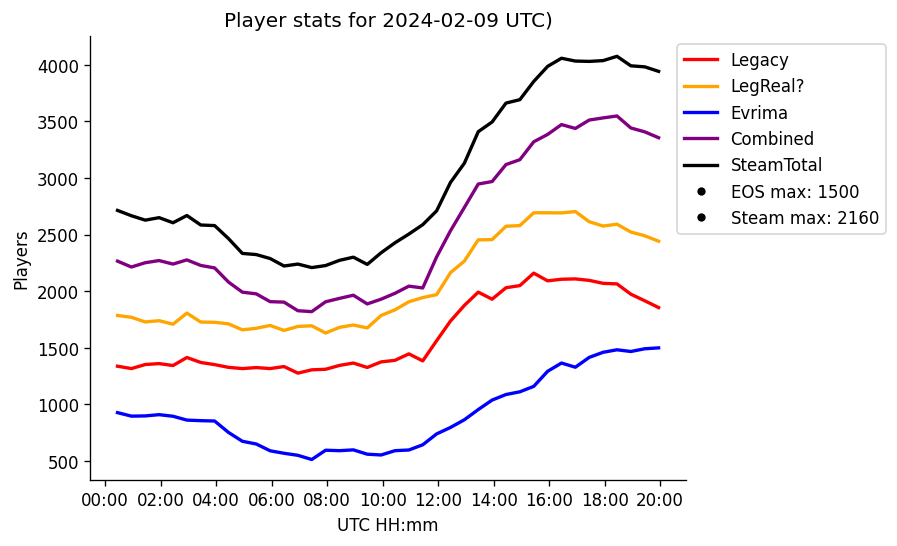 Player stats for 2024-02-09 UTC)
Players
4000
3500
3000
2500
2000
1500
1000
500
00:00 02:00 04:00 06:00 08:00 10:00 12:00 14:00 16:00 18:00 20:00
UTC HH:mm
Legacy
LegReal?
Evrima
Combined
SteamTotal
EOS max: 1500
Steam max: 2160